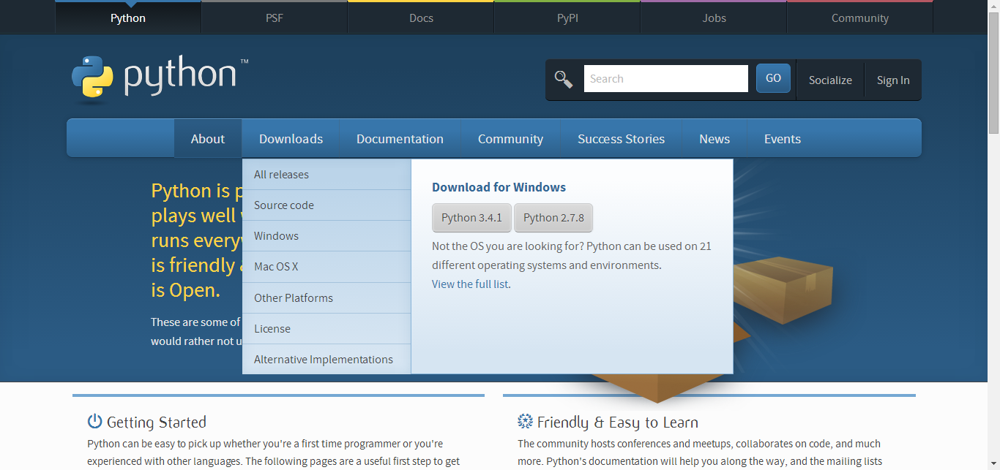 Python PSF Docs PyPI Jobs Community
python™
Search GO Socialize Sign In
About Downloads Documentation Community Success Stories News Events
All releases
Source code
Windows
Mac OS X
Other Platforms
License
Alternative Implementations
Download for Windows
Python 3.4.1 Python 2.7.8
Not the OS you are looking for? Python can be used on 21
different operating systems and environments.
View the full list.
Python is
plays well
runs
is friendly
is Open.
These are some of
would rather not
Getting Started
Python can be easy to pick up whether you're a first time programmer or you're
experienced with other languages. The following pages are a useful first step to get
Friendly & Easy to Learn
The community hosts conferences and meetups, collaborates on code, and much
more. Python's documentation will help you along the way, and the mailing lists